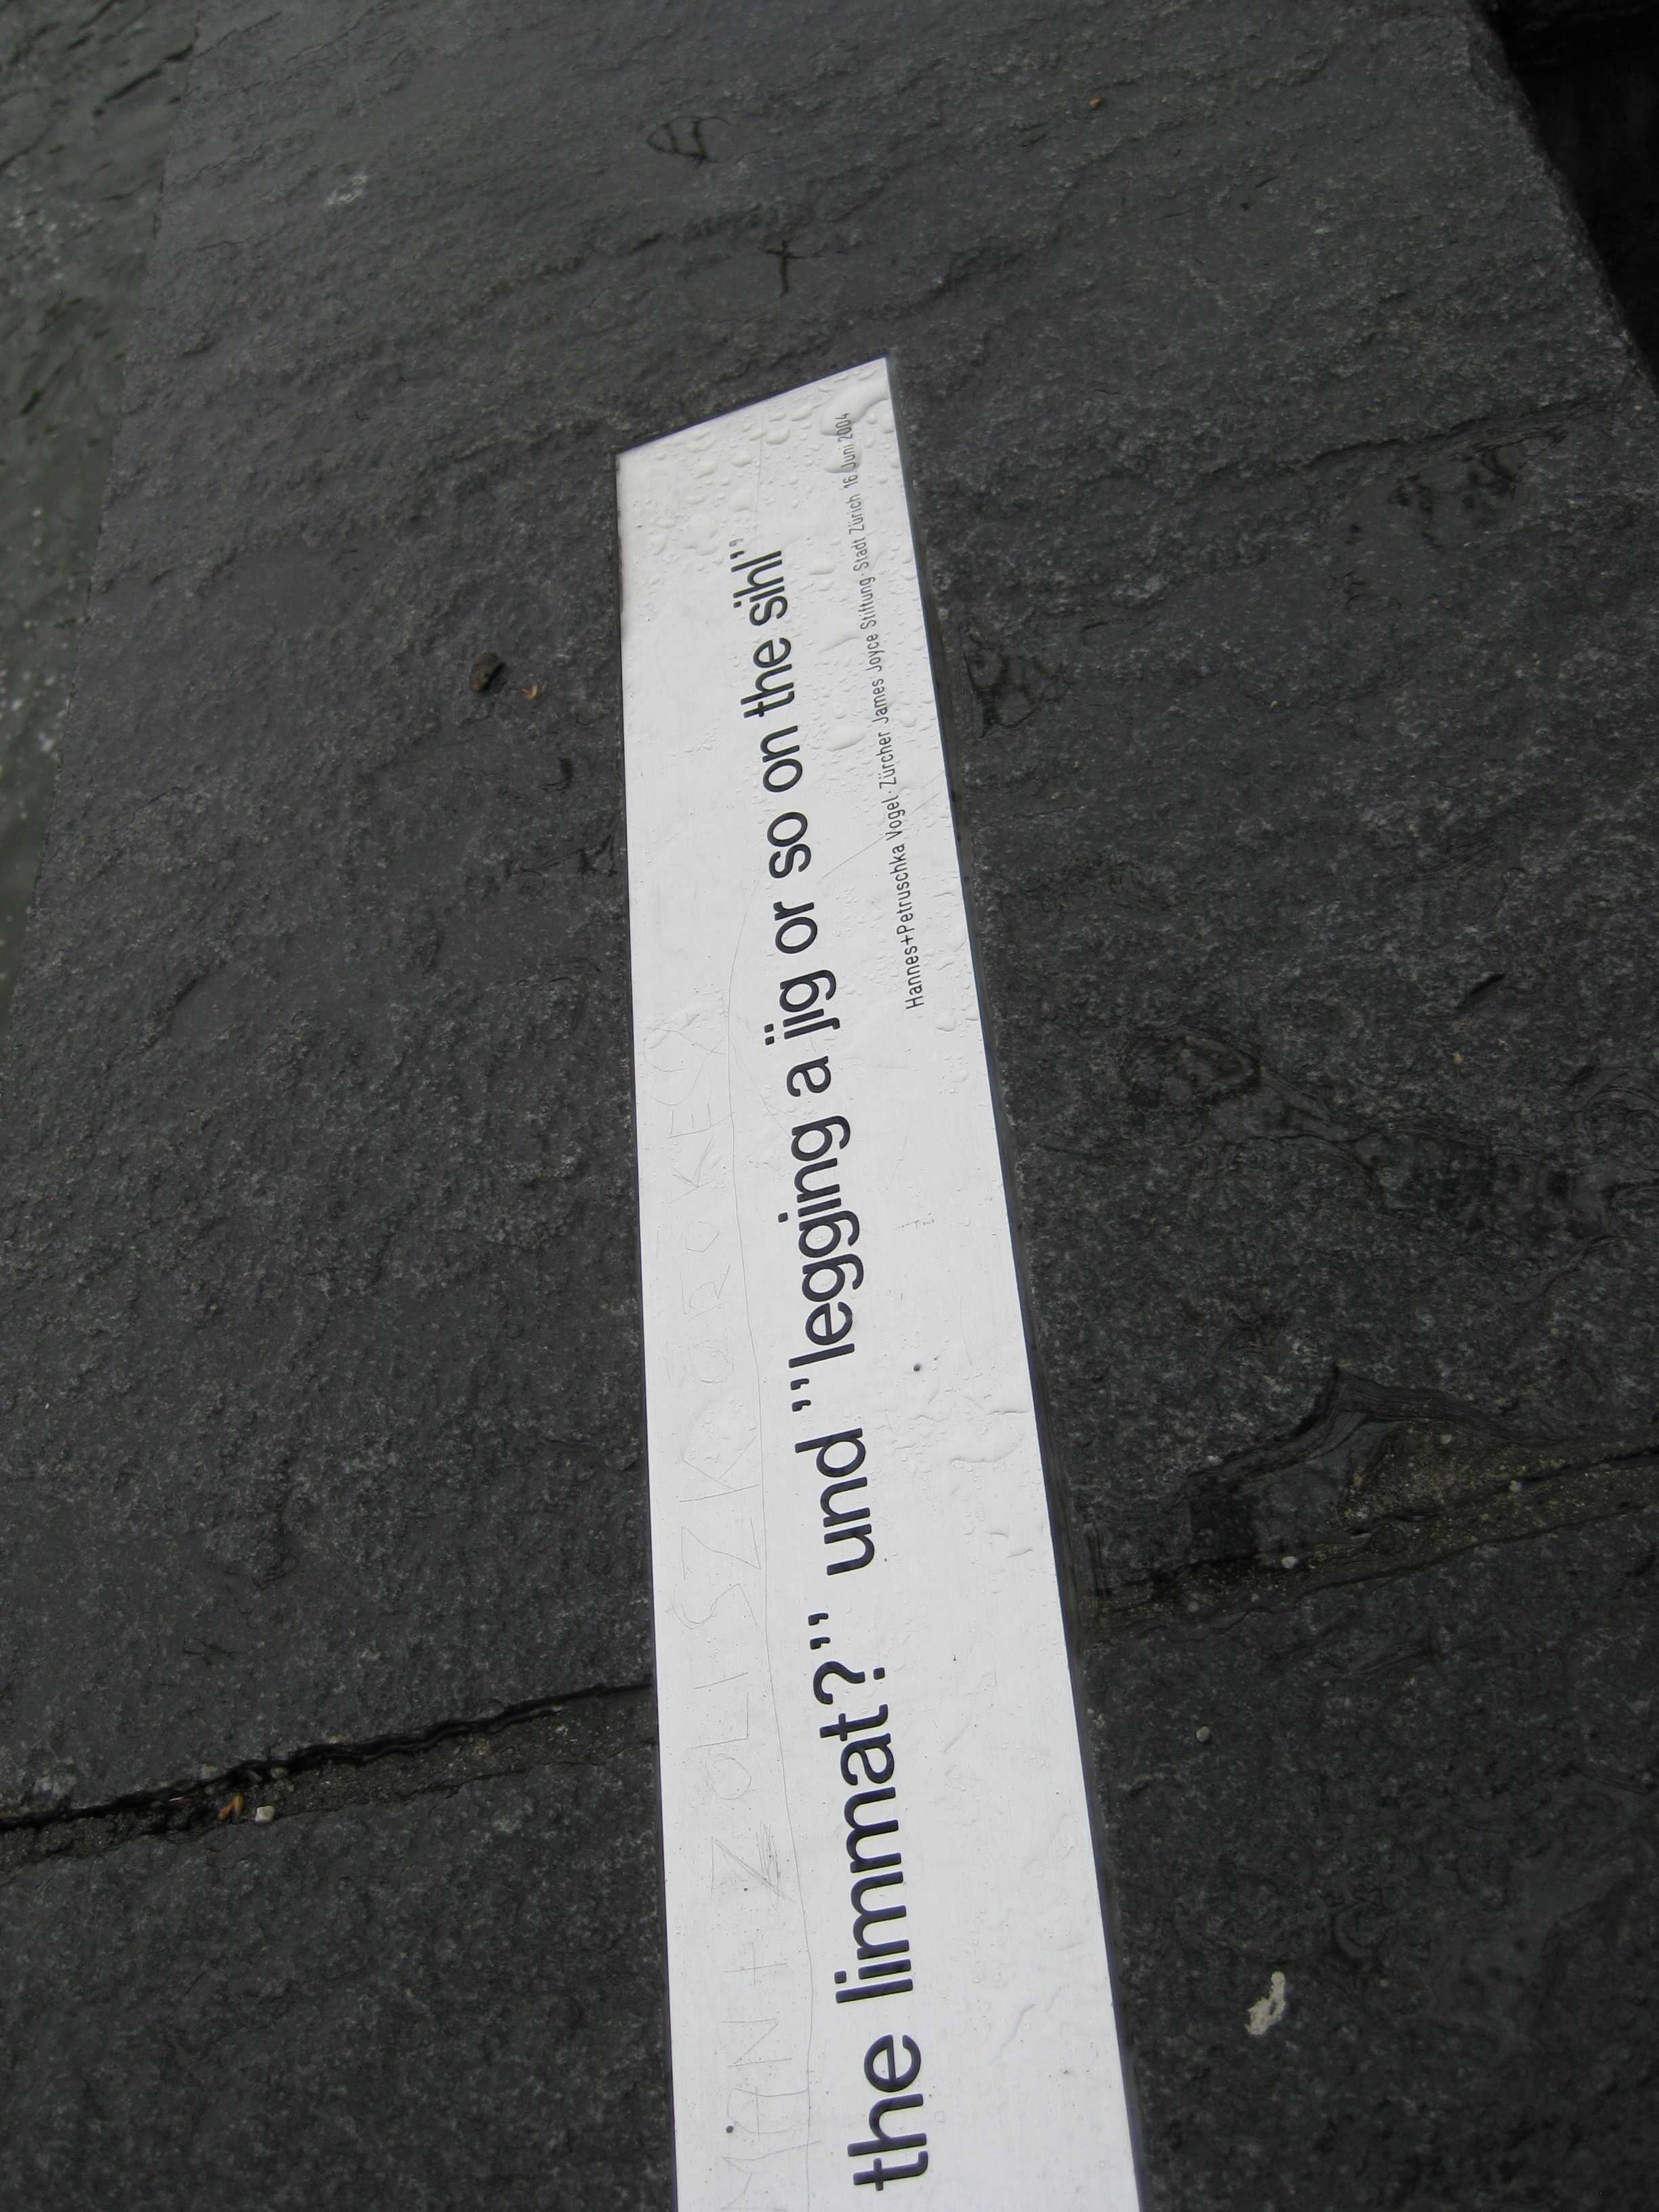 the limmat?" und "legging a jig or so on the sihl"
Hannes+Petruschka Vogel·Zürcher James Joyce Stiftung·Stadt Zürich 16.Juni 2004